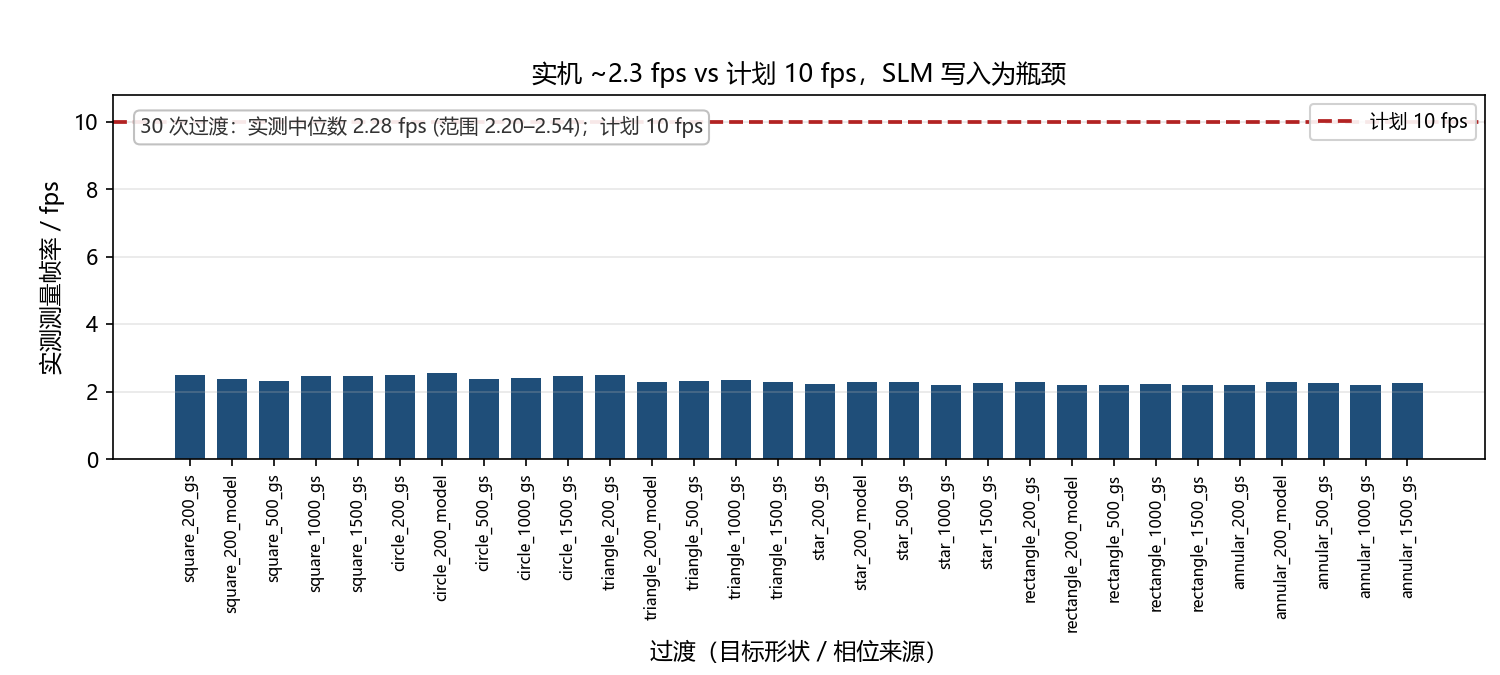 实机 ~2.3 fps vs 计划 10 fps，SLM 写入为瓶颈
30 次过渡：实测中位数 2.28 fps (范围 2.20–2.54)；计划 10 fps
计划 10 fps
实测测量帧率 / fps
10
8
6
4
2
0
square_200_gs
square_200_model
square_500_gs
square_1000_gs
square_1500_gs
circle_200_gs
circle_200_model
circle_500_gs
circle_1000_gs
circle_1500_gs
triangle_200_gs
triangle_200_model
triangle_500_gs
triangle_1000_gs
triangle_1500_gs
star_200_gs
star_200_model
star_500_gs
star_1000_gs
star_1500_gs
rectangle_200_gs
rectangle_200_model
rectangle_500_gs
rectangle_1000_gs
rectangle_1500_gs
annular_200_gs
annular_200_model
annular_500_gs
annular_1000_gs
annular_1500_gs
过渡（目标形状 / 相位来源）